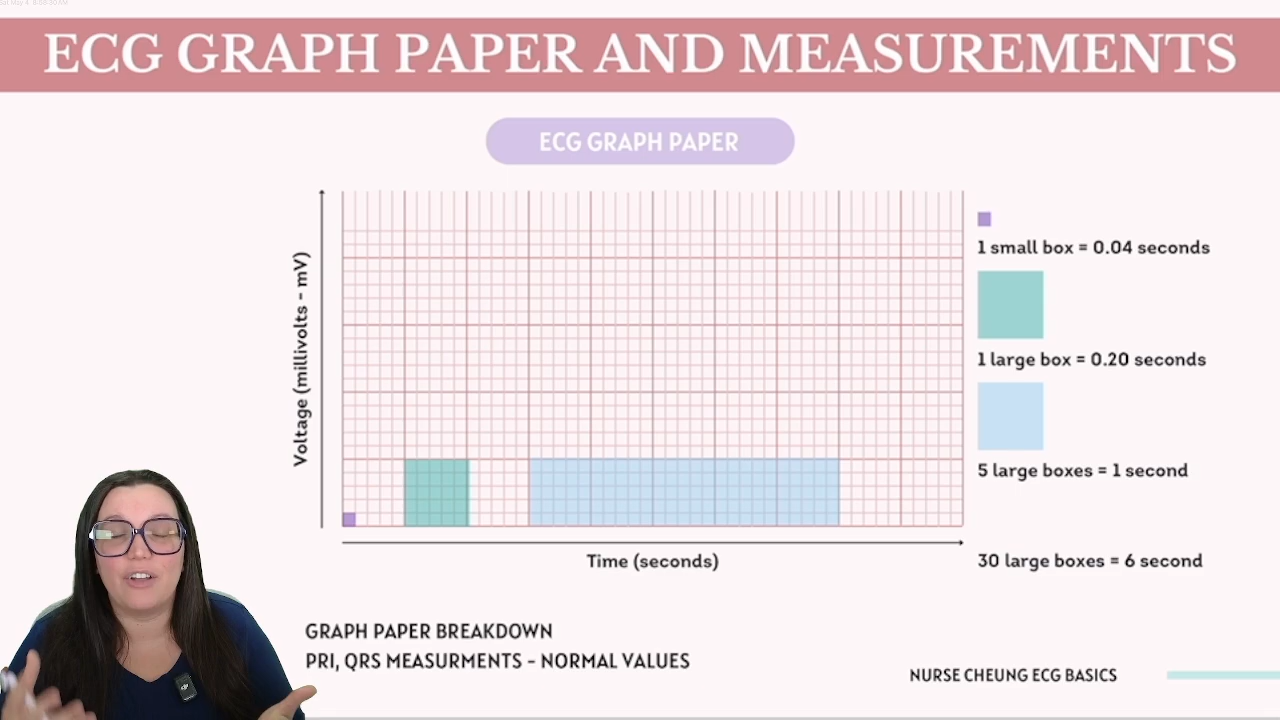 ECG GRAPH PAPER AND MEASUREMENTS
ECG GRAPH PAPER
Voltage (millivolts - mV)
1 small box = 0.04 seconds
1 large box = 0.20 seconds
5 large boxes = 1 second
30 large boxes = 6 second
Time (seconds)
GRAPH PAPER BREAKDOWN
PRI, QRS MEASURMENTS - NORMAL VALUES
NURSE CHEUNG ECG BASICS